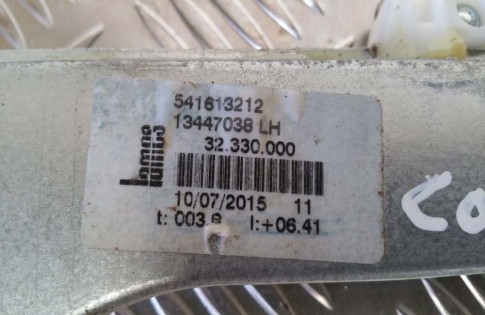 541613212
13447038 LH
32.330.000
lames
10/07/2015 11
t: 003.8 l:+06.41
co